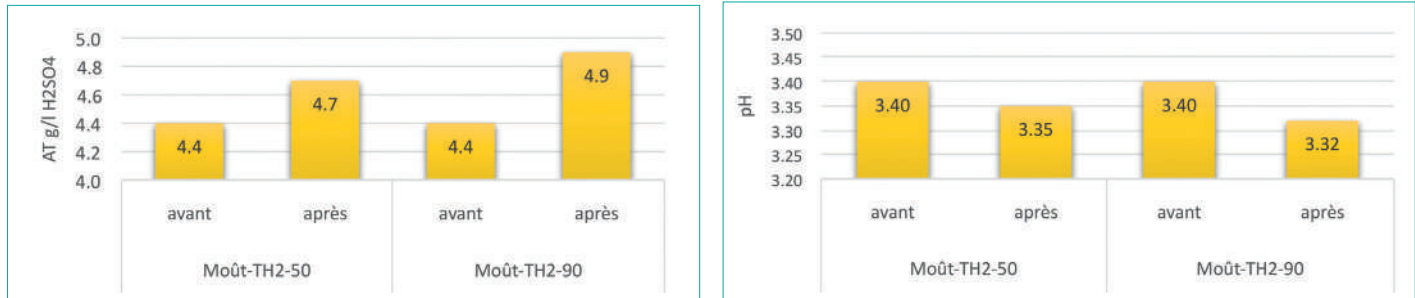 AT g/l H2SO4
5.0
4.8
4.6
4.4
4.2
4.0
4.4
4.7
4.4
4.9
avant
après
avant
après
Moût-TH2-50
Moût-TH2-90
pH
3.50
3.45
3.40
3.35
3.30
3.25
3.20
3.40
3.35
3.40
3.32
avant
après
avant
après
Moût-TH2-50
Moût-TH2-90